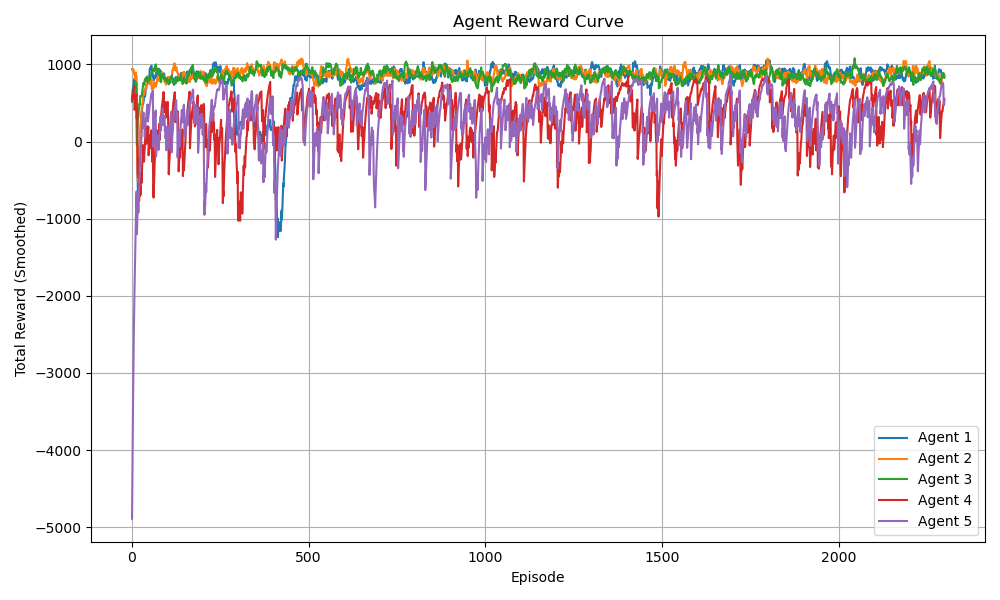 Agent Reward Curve
Total Reward (Smoothed)
1000
0
−1000
−2000
−3000
−4000
−5000
0 500 1000 1500 2000
Episode
Agent 1
Agent 2
Agent 3
Agent 4
Agent 5